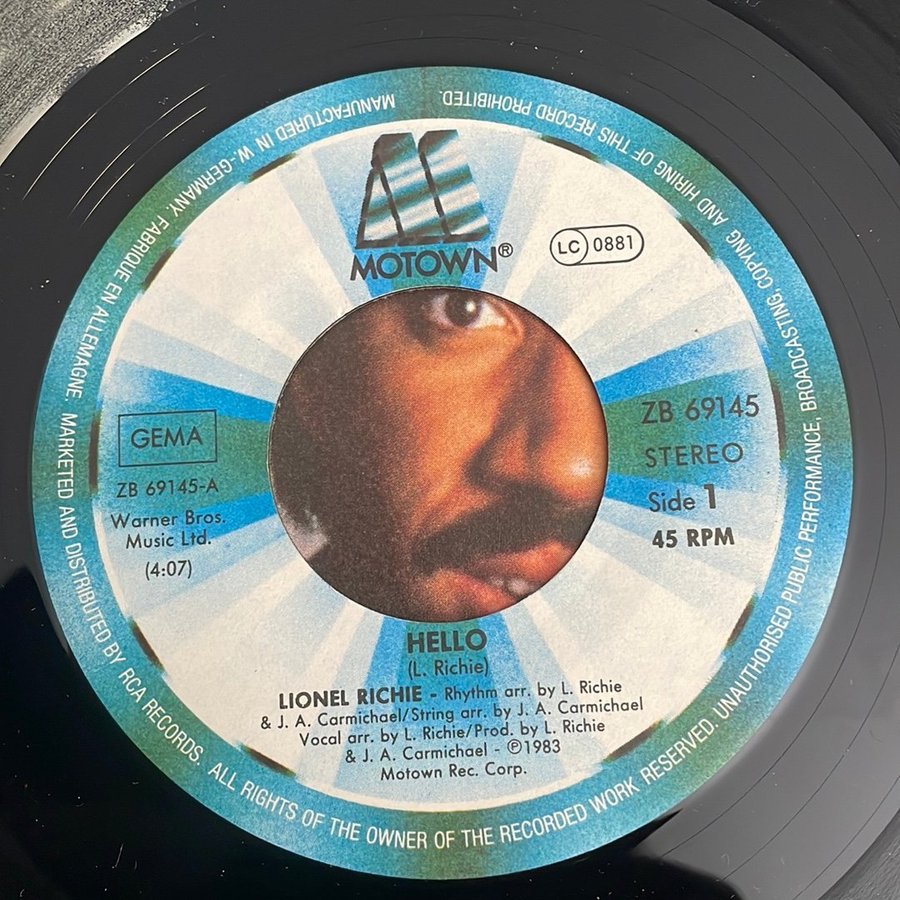 MOTOWN®
LC 0881
GEMA
ZB 69145-A
Warner Bros.
Music Ltd.
(4:07)
ZB 69145
STEREO
Side 1
45 RPM
HELLO
(L. Richie)
LIONEL RICHIE - Rhythm arr. by L. Richie
& J. A. Carmichael/String arr. by J. A. Carmichael
Vocal arr. by L. Richie/Prod. by L. Richie
& J. A. Carmichael - ℗1983
Motown Rec. Corp.
MANUFACTURED IN W.-GERMANY. FABRIQUE EN ALLEMAGNE. MARKETED AND DISTRIBUTED BY RCA RECORDS. ALL RIGHTS OF THE OWNER OF THE RECORDED WORK RESERVED. UNAUTHORISED PUBLIC PERFORMANCE, BROADCASTING, COPYING AND HIRING OF THIS RECORD PROHIBITED.